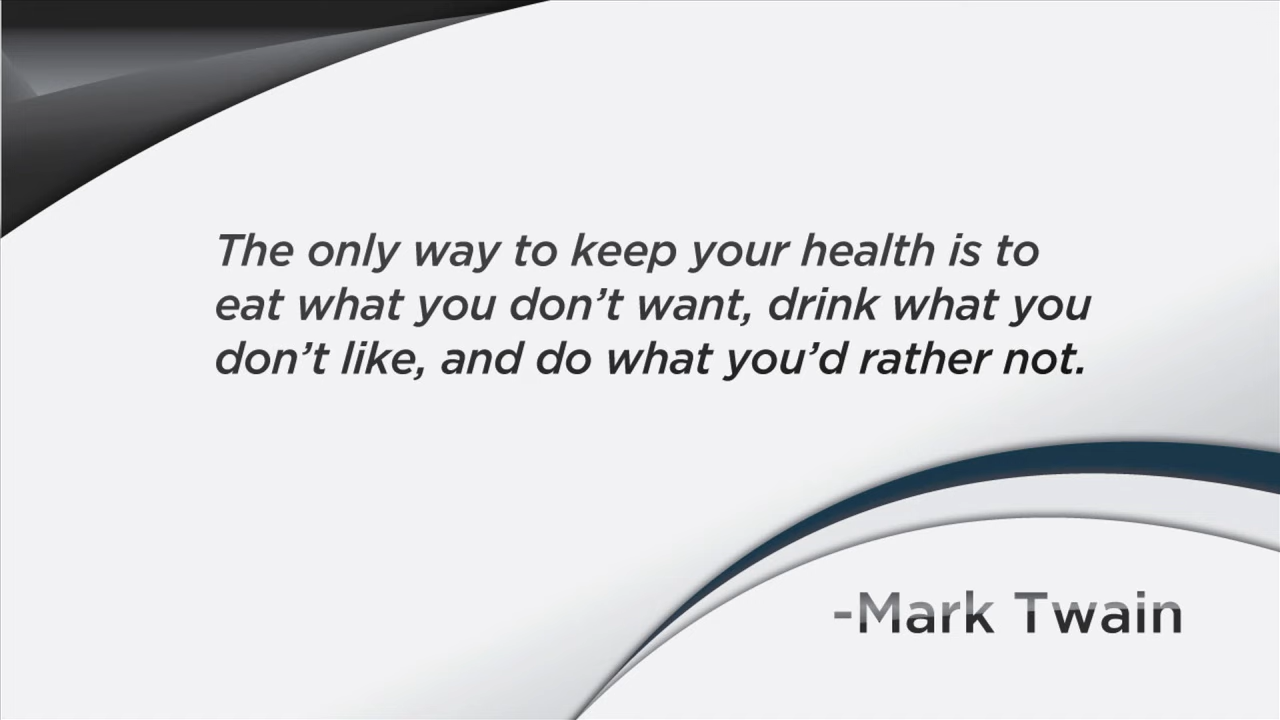 The only way to keep your health is to
eat what you don’t want, drink what you
don’t like, and do what you’d rather not.
-Mark Twain